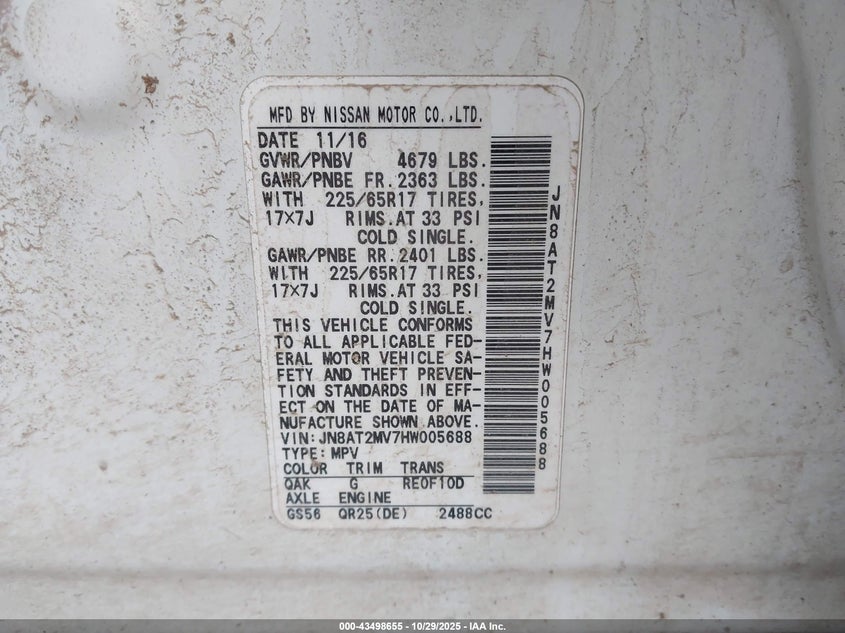 MFD BY NISSAN MOTOR CO.,LTD.
DATE 11/16
GVWR/PNBV 4679 LBS.
GAWR/PNBE FR. 2363 LBS.
WITH 225/65R17 TIRES,
17×7J RIMS. AT 33 PSI
COLD SINGLE.
GAWR/PNBE RR. 2401 LBS.
WITH 225/65R17 TIRES,
17×7J RIMS. AT 33 PSI
COLD SINGLE.
THIS VEHICLE CONFORMS
TO ALL APPLICABLE FED-
ERAL MOTOR VEHICLE SA-
FETY AND THEFT PREVEN-
TION STANDARDS IN EFF-
ECT ON THE DATE OF MA-
NUFACTURE SHOWN ABOVE.
VIN: JN8AT2MV7HW005688
TYPE: MPV
COLOR TRIM TRANS
QAK G RE0F10D
AXLE ENGINE
GS56 QR25(DE) 2488CC
JN8AT2MV7HW005688
000-43498655 - 10/29/2025 - IAA Inc.